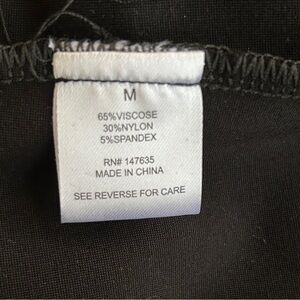 M
65%VISCOSE
30%NYLON
5%SPANDEX
RN# 147635
MADE IN CHINA
SEE REVERSE FOR CARE